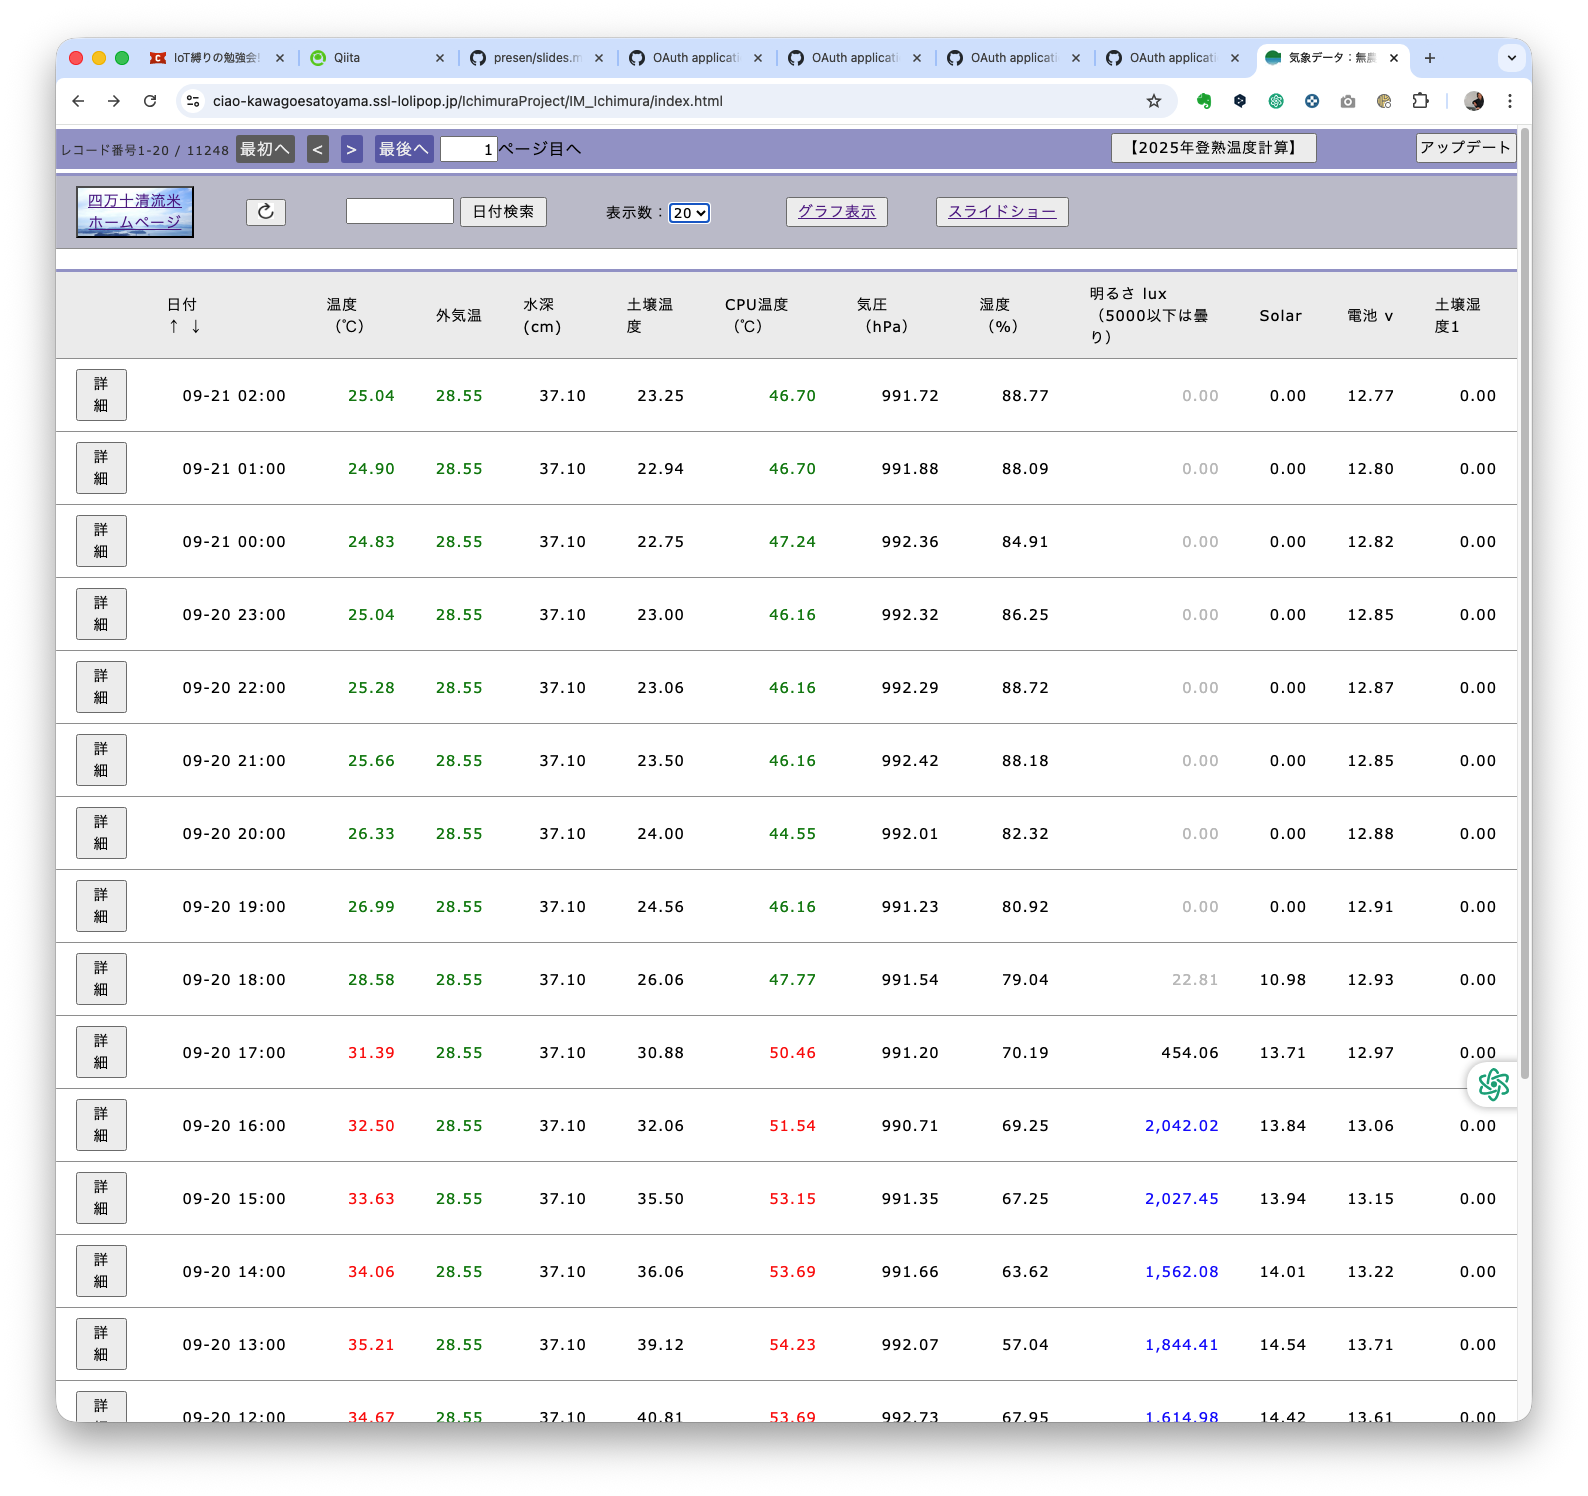 IoT縛りの勉強会!
Qiita
presen/slides.m
OAuth applicati
OAuth applicati
OAuth applicati
OAuth applicati
気象データ：無農
ciao-kawagoesatoyama.ssl-lolipop.jp/IchimuraProject/IM_Ichimura/index.html
レコード番号1-20 / 11248 最初へ < > 最後へ 1 ページ目へ 【2025年登熟温度計算】 アップデート
四万十清流米
ホームページ
日付検索 表示数： 20 グラフ表示 スライドショー
日付
↑ ↓
温度
（℃）
外気温
水深
(cm)
土壌温
度
CPU温度
（℃）
気圧
（hPa）
湿度
（%）
明るさ lux
（5000以下は曇
り）
Solar
電池 v
土壌湿
度1
詳細 09-21 02:00 25.04 28.55 37.10 23.25 46.70 991.72 88.77 0.00 0.00 12.77 0.00
詳細 09-21 01:00 24.90 28.55 37.10 22.94 46.70 991.88 88.09 0.00 0.00 12.80 0.00
詳細 09-21 00:00 24.83 28.55 37.10 22.75 47.24 992.36 84.91 0.00 0.00 12.82 0.00
詳細 09-20 23:00 25.04 28.55 37.10 23.00 46.16 992.32 86.25 0.00 0.00 12.85 0.00
詳細 09-20 22:00 25.28 28.55 37.10 23.06 46.16 992.29 88.72 0.00 0.00 12.87 0.00
詳細 09-20 21:00 25.66 28.55 37.10 23.50 46.16 992.42 88.18 0.00 0.00 12.85 0.00
詳細 09-20 20:00 26.33 28.55 37.10 24.00 44.55 992.01 82.32 0.00 0.00 12.88 0.00
詳細 09-20 19:00 26.99 28.55 37.10 24.56 46.16 991.23 80.92 0.00 0.00 12.91 0.00
詳細 09-20 18:00 28.58 28.55 37.10 26.06 47.77 991.54 79.04 22.81 10.98 12.93 0.00
詳細 09-20 17:00 31.39 28.55 37.10 30.88 50.46 991.20 70.19 454.06 13.71 12.97 0.00
詳細 09-20 16:00 32.50 28.55 37.10 32.06 51.54 990.71 69.25 2,042.02 13.84 13.06 0.00
詳細 09-20 15:00 33.63 28.55 37.10 35.50 53.15 991.35 67.25 2,027.45 13.94 13.15 0.00
詳細 09-20 14:00 34.06 28.55 37.10 36.06 53.69 991.66 63.62 1,562.08 14.01 13.22 0.00
詳細 09-20 13:00 35.21 28.55 37.10 39.12 54.23 992.07 57.04 1,844.41 14.54 13.71 0.00
詳 09-20 12:00 34.67 28.55 37.10 40.81 53.69 992.73 67.95 1,614.98 14.42 13.61 0.00